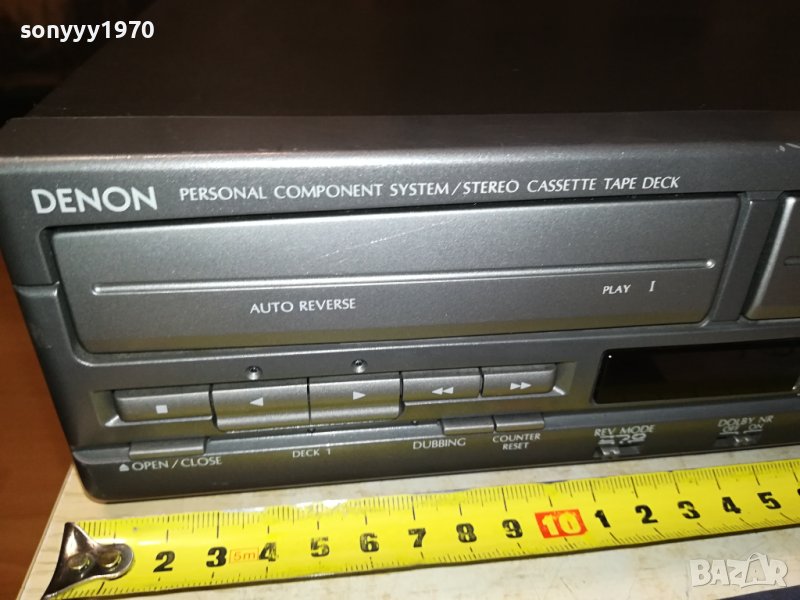 sonyyy1970
DENON PERSONAL COMPONENT SYSTEM/STEREO CASSETTE TAPE DECK
AUTO REVERSE PLAY I
OPEN/CLOSE DECK 1 DUBBING COUNTER RESET REV MODE DOLBY NR
OFF ON
2 3 5m 4 5 6 7 8 9 10 1 2 3 4 5
BAZAR